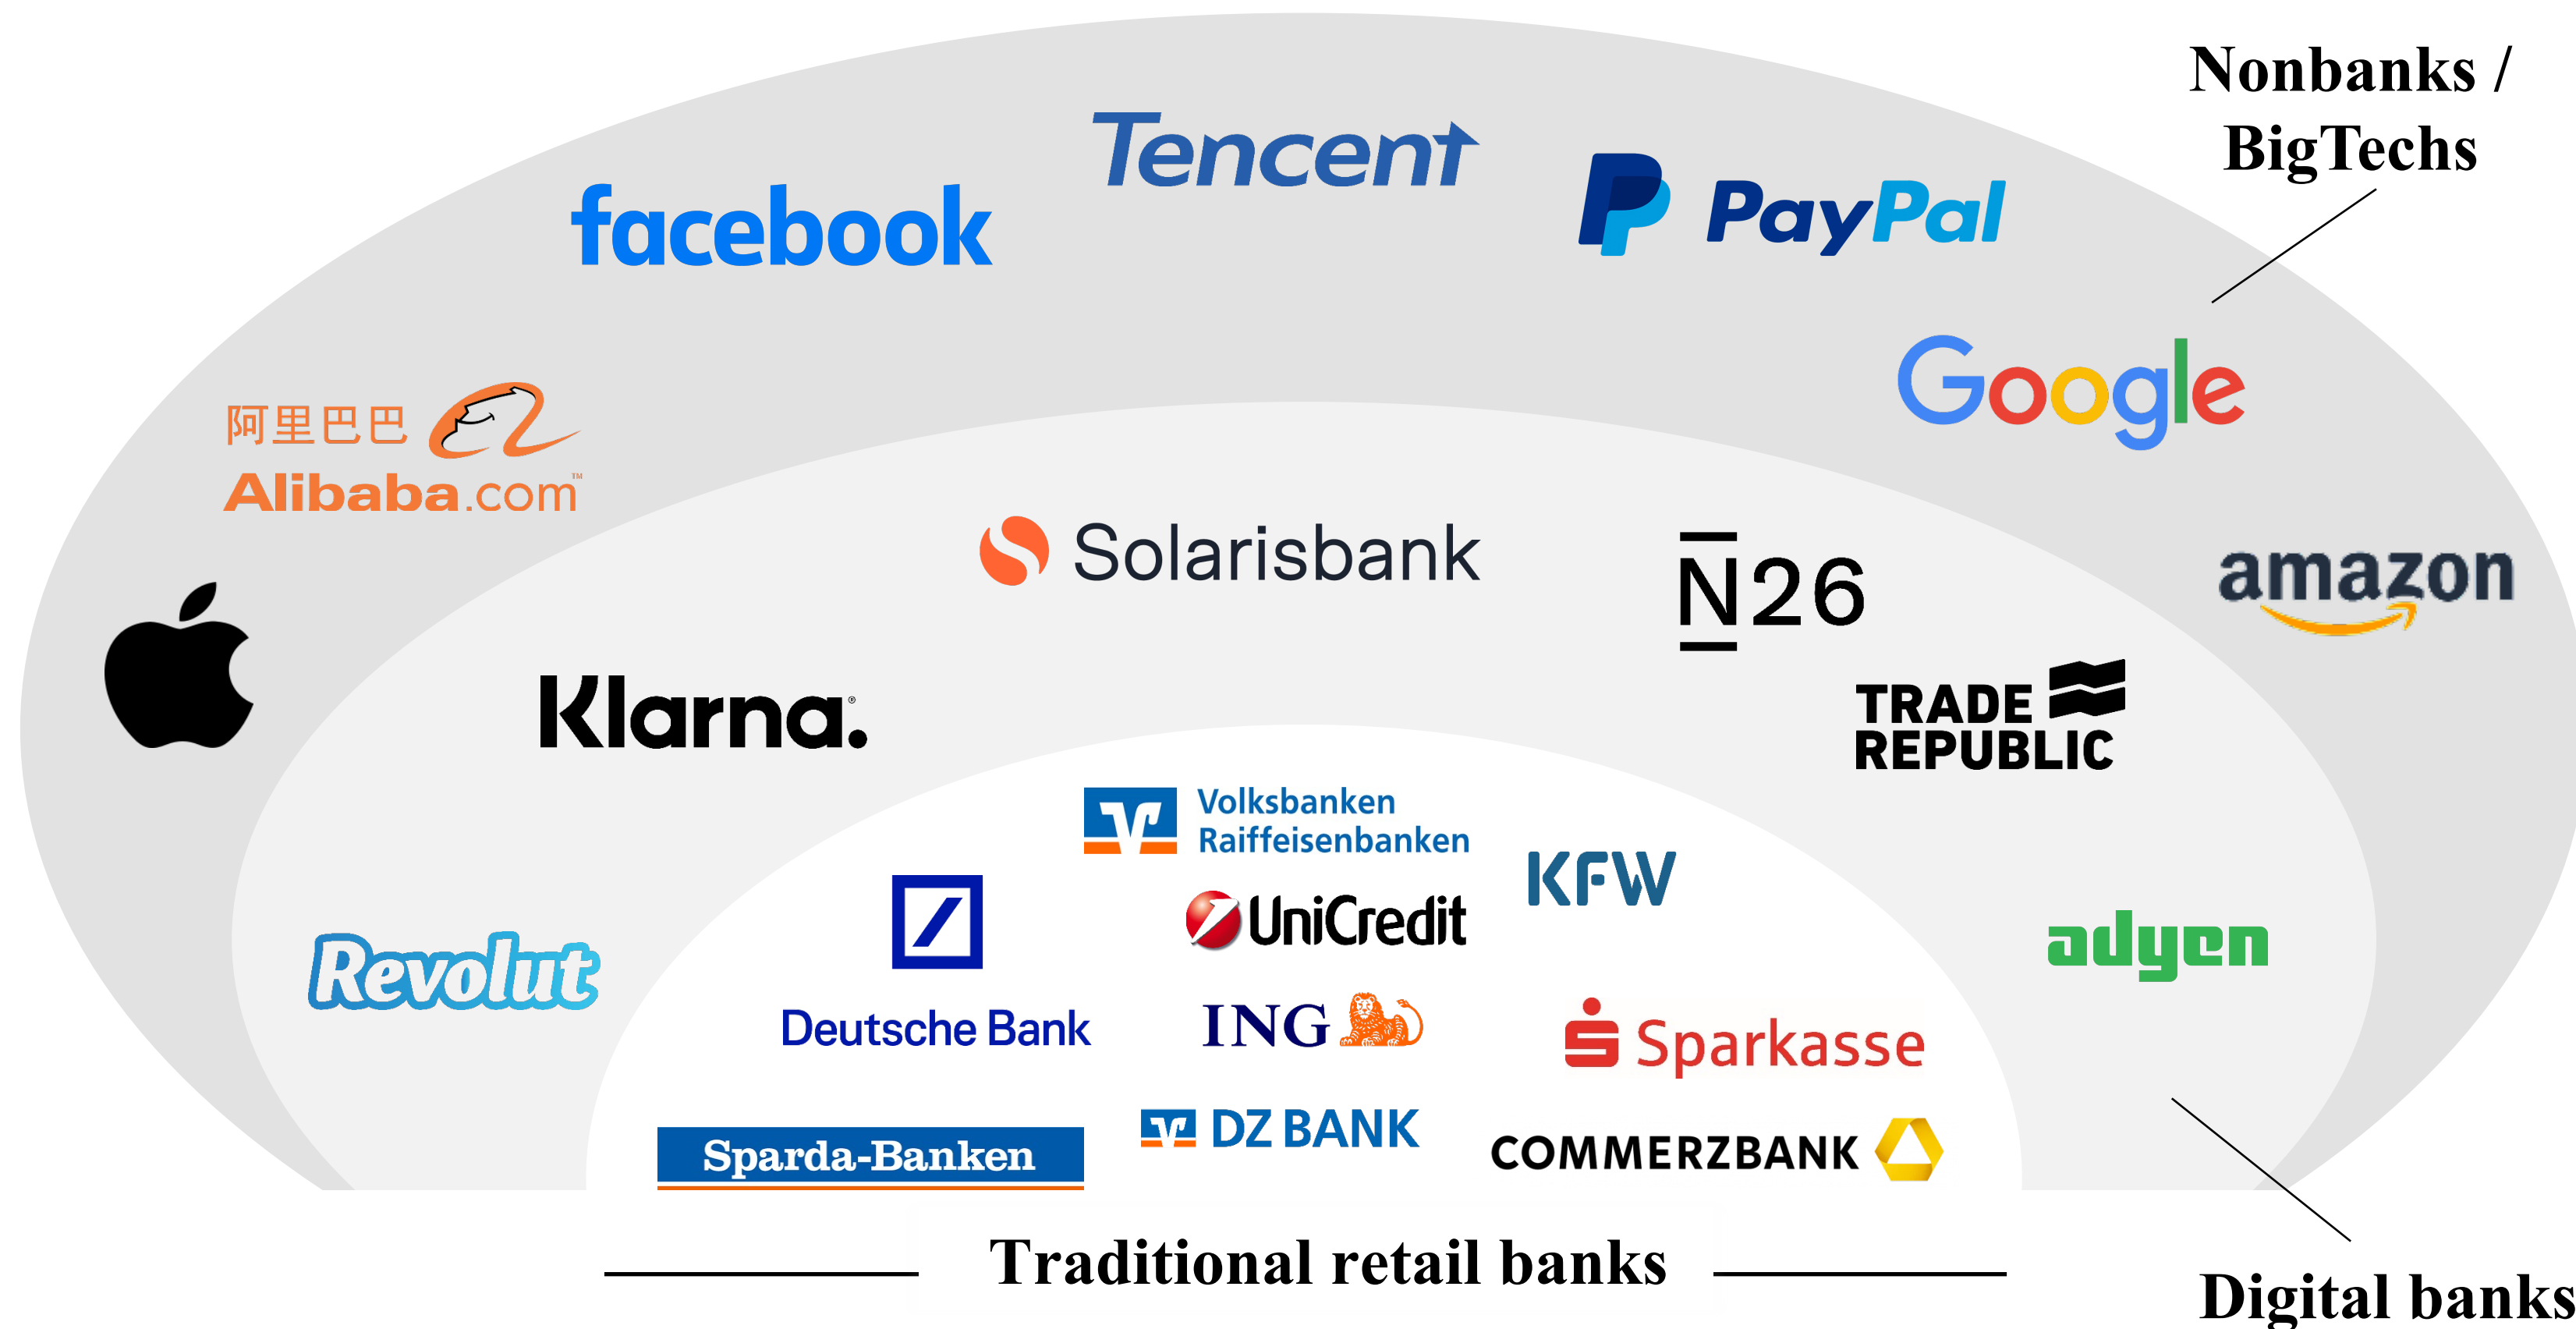 Nonbanks /
BigTechs
Tencent
facebook
PayPal
Google
阿里巴巴
Alibaba.com™
Solarisbank
N26
amazon
Klarna.®
TRADE
REPUBLIC
Volksbanken
Raiffeisenbanken
KFW
UniCredit
Revolut
adyen
Deutsche Bank
ING
Sparkasse
Sparda-Banken
DZ BANK
COMMERZBANK
Traditional retail banks
Digital banks